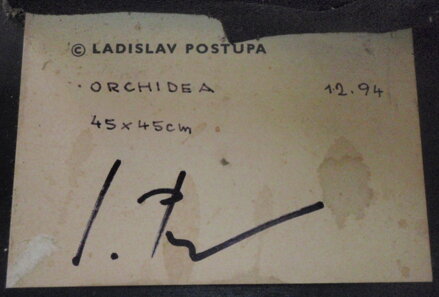 © LADISLAV POSTUPA
ORCHIDEA 12.94
45x45cm